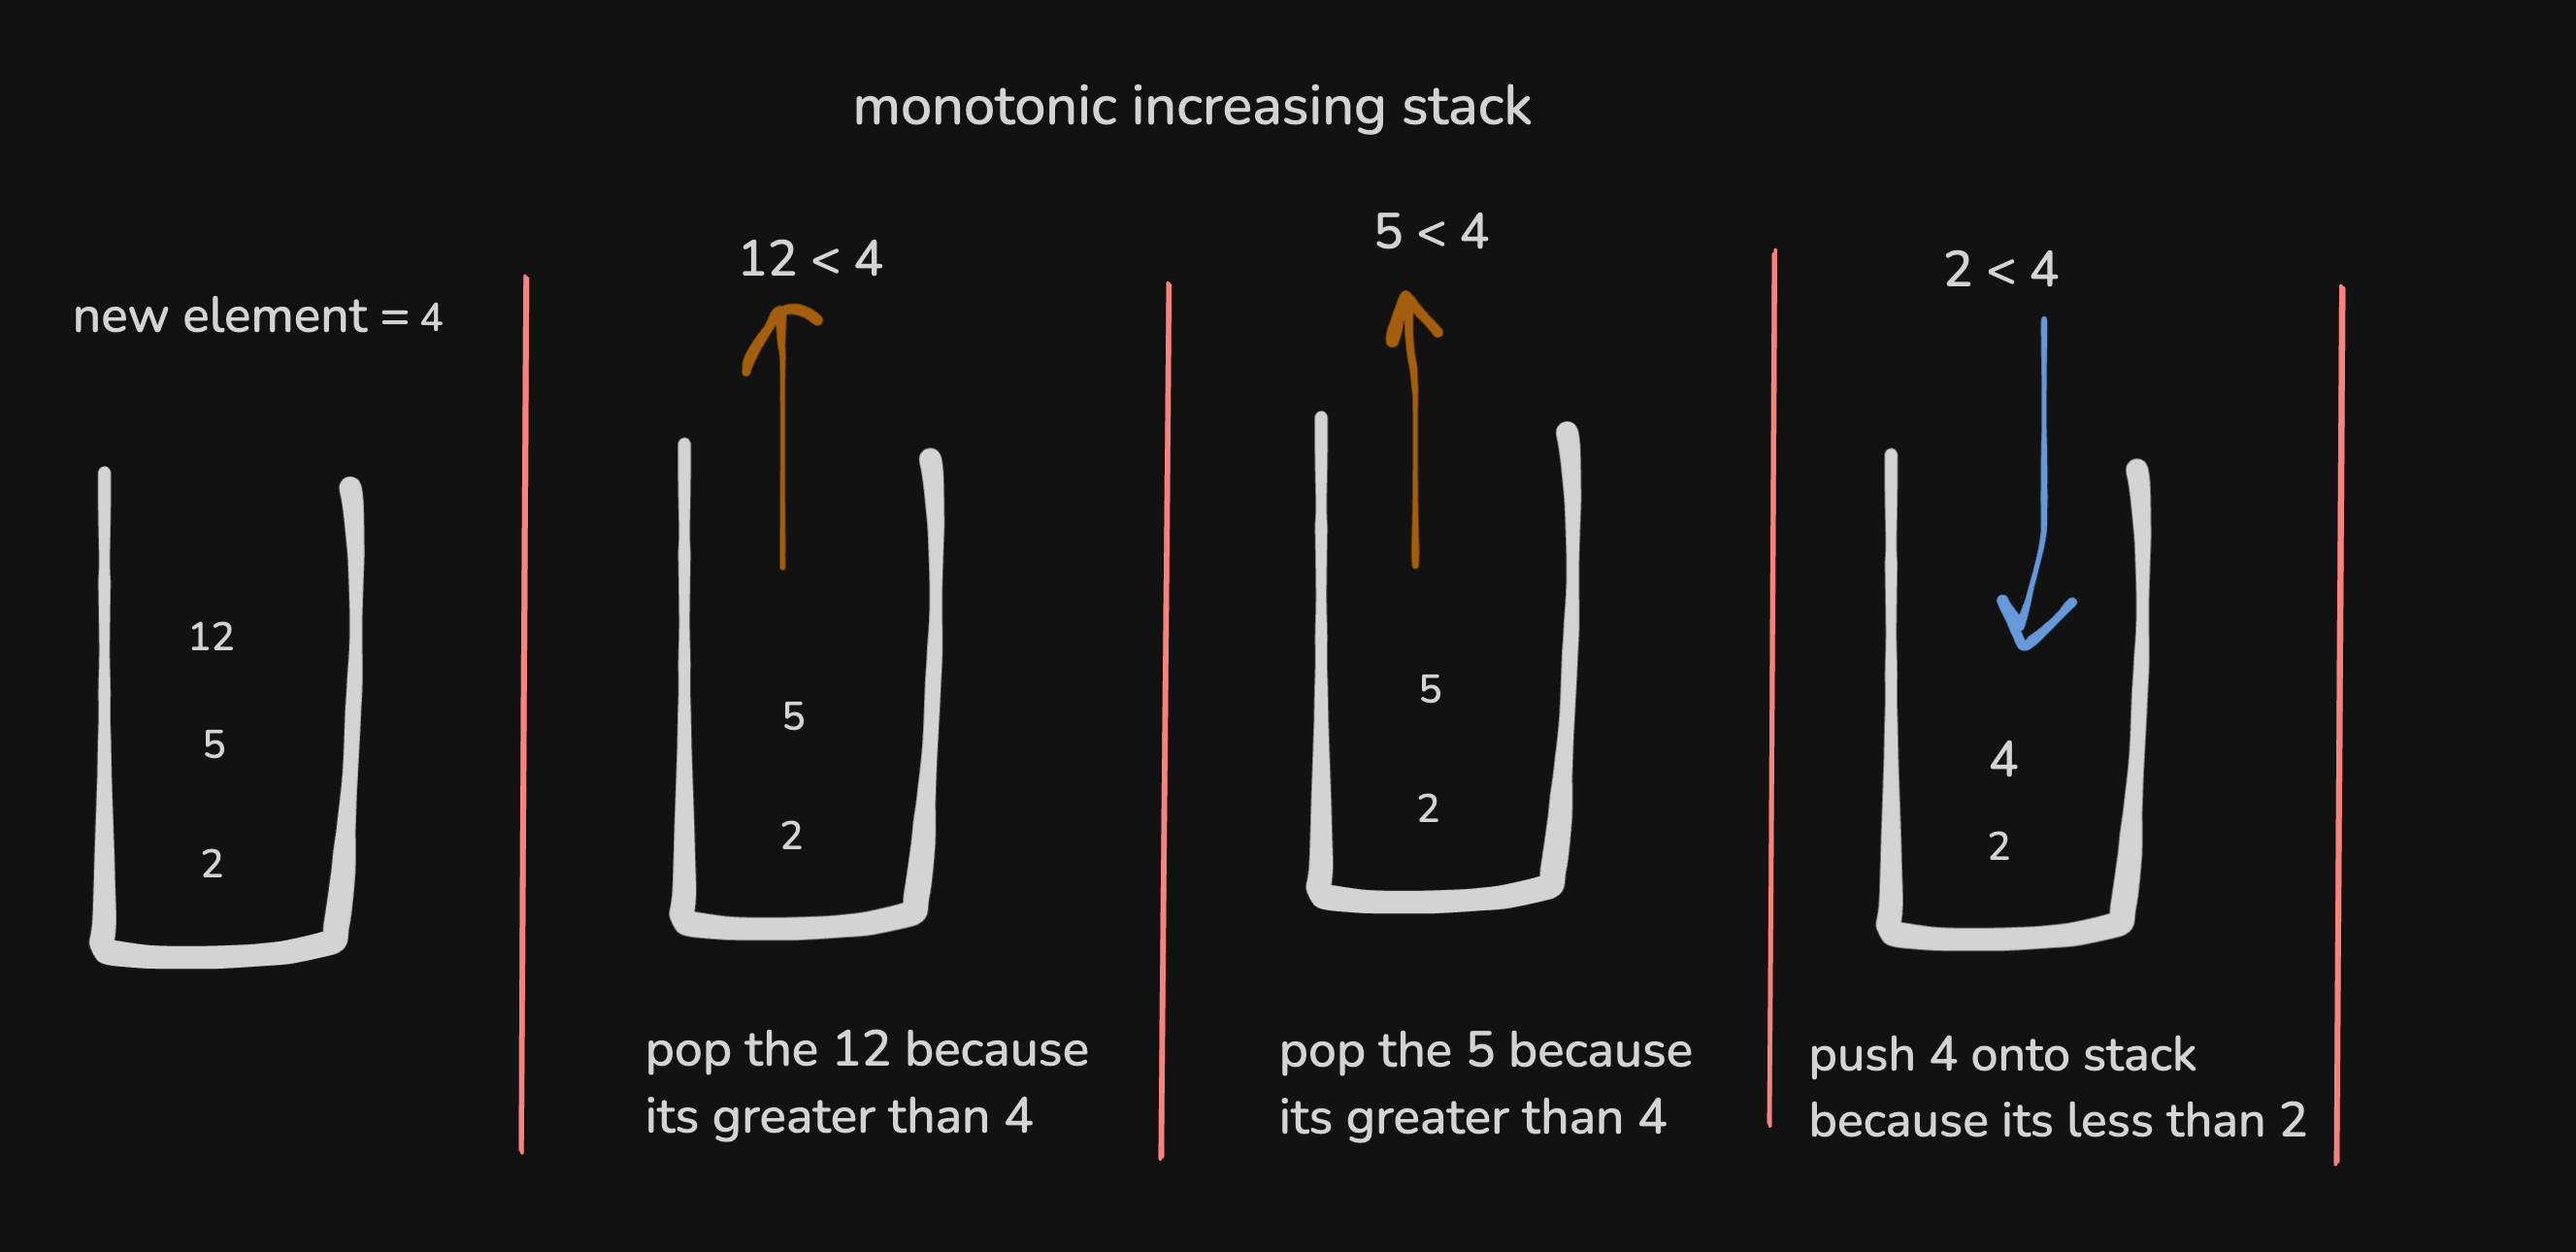 monotonic increasing stack
new element = 4
12
5
2
12 < 4
5
2
pop the 12 because
its greater than 4
5 < 4
5
2
pop the 5 because
its greater than 4
2 < 4
4
2
push 4 onto stack
because its less than 2